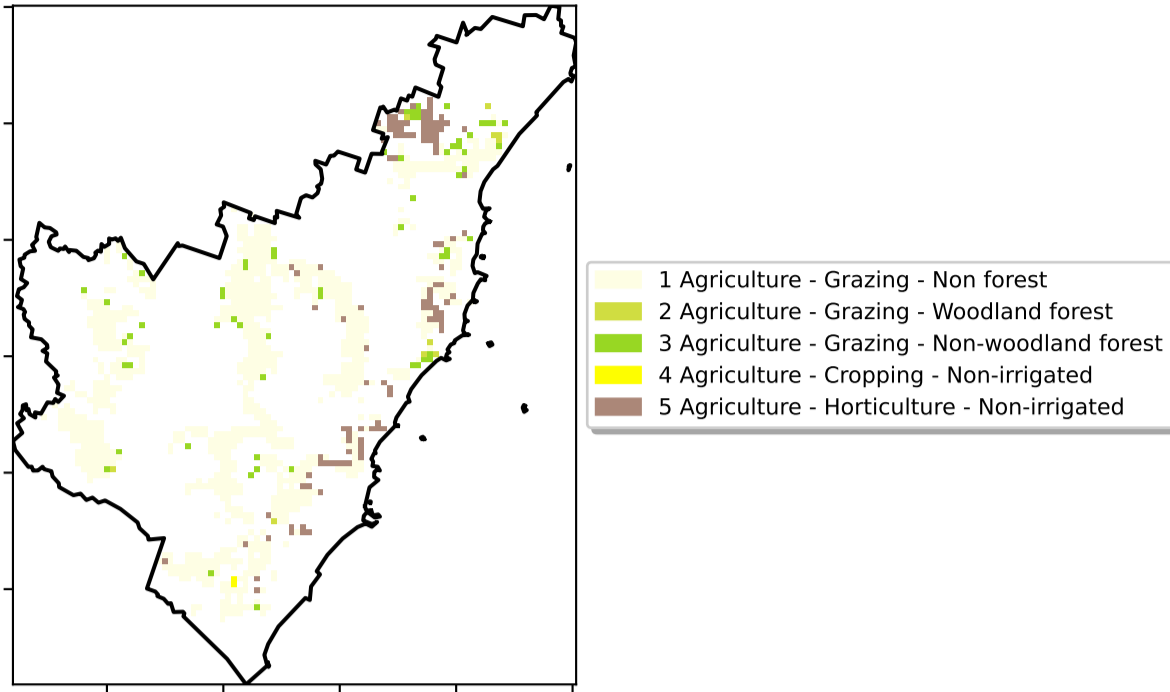 1 Agriculture - Grazing - Non forest
2 Agriculture - Grazing - Woodland forest
3 Agriculture - Grazing - Non-woodland forest
4 Agriculture - Cropping - Non-irrigated
5 Agriculture - Horticulture - Non-irrigated